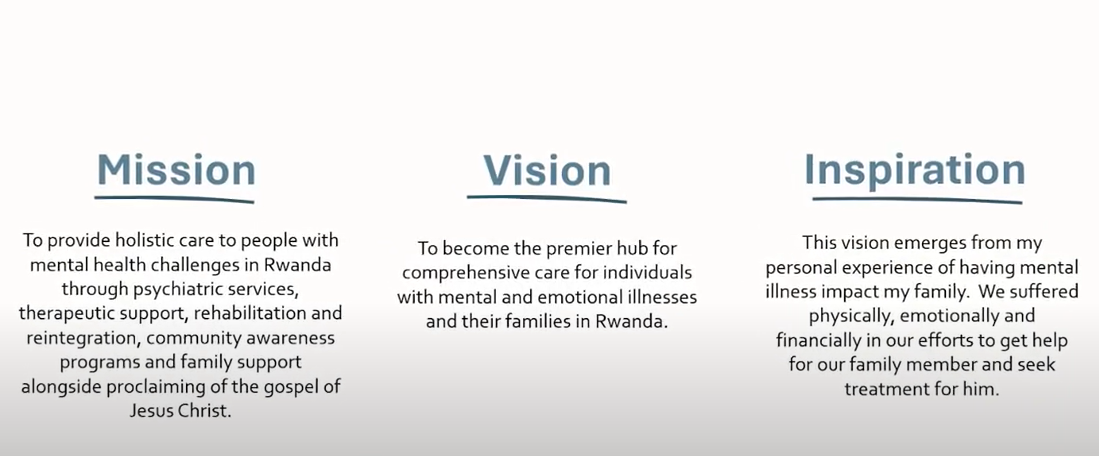 Mission
To provide holistic care to people with
mental health challenges in Rwanda
through psychiatric services,
therapeutic support, rehabilitation and
reintegration, community awareness
programs and family support
alongside proclaiming of the gospel of
Jesus Christ.
Vision
To become the premier hub for
comprehensive care for individuals
with mental and emotional illnesses
and their families in Rwanda.
Inspiration
This vision emerges from my
personal experience of having mental
illness impact my family.  We suffered
physically, emotionally and
financially in our efforts to get help
for our family member and seek
treatment for him.